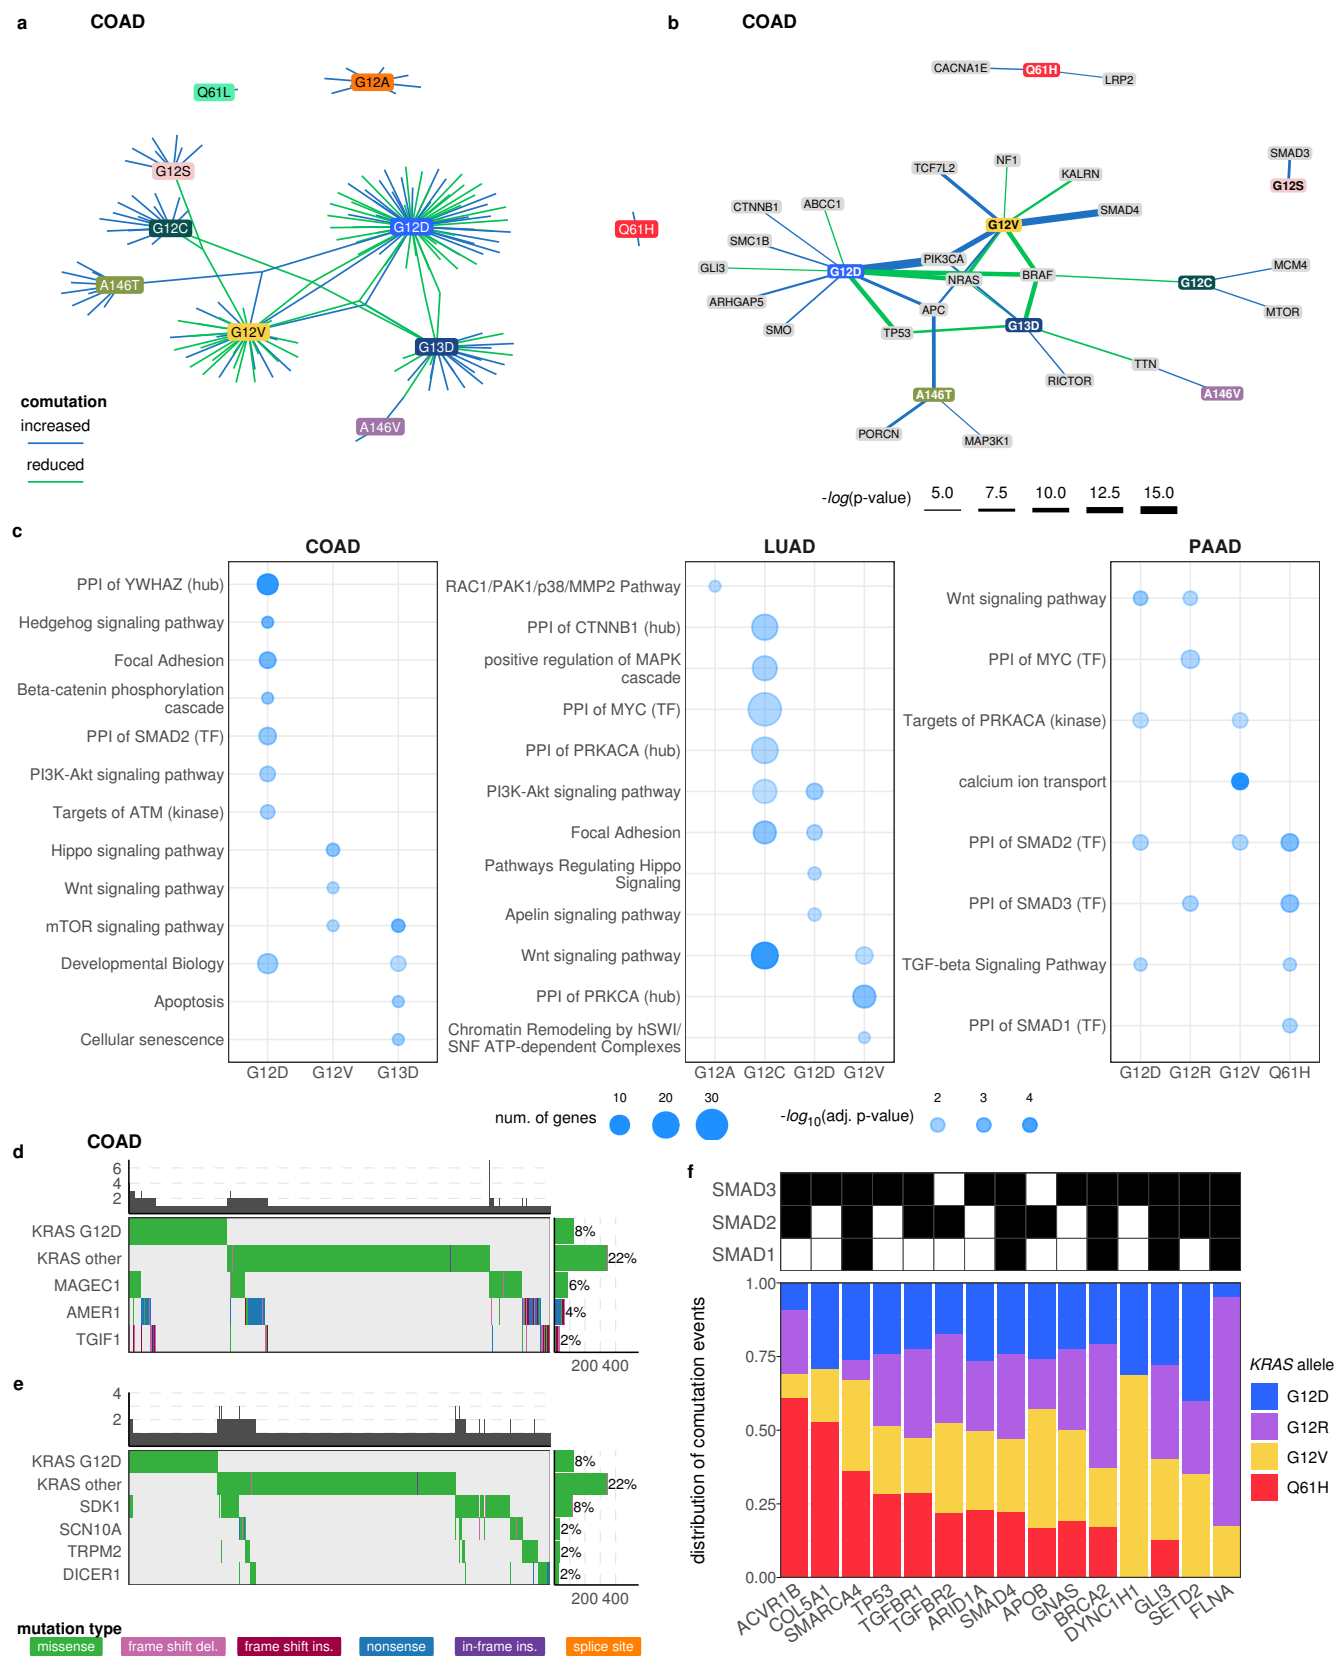 a
COAD
Q61L
G12A
G12S
G12C
G12D
Q61H
A146T
G12V
G13D
A146V
comutation
increased
reduced
b
COAD
CACNA1E
Q61H
LRP2
SMAD3
G12S
TCF7L2
NF1
KALRN
CTNNB1
ABCC1
SMAD4
G12V
SMC1B
GLI3
G12D
PIK3CA
NRAS
BRAF
G12C
MCM4
ARHGAP5
APC
MTOR
SMO
TP53
G13D
TTN
RICTOR
A146T
A146V
PORCN
MAP3K1
-log(p-value)
5.0 7.5 10.0 12.5 15.0
c
COAD
PPI of YWHAZ (hub)
Hedgehog signaling pathway
Focal Adhesion
Beta-catenin phosphorylation
cascade
PPI of SMAD2 (TF)
PI3K-Akt signaling pathway
Targets of ATM (kinase)
Hippo signaling pathway
Wnt signaling pathway
mTOR signaling pathway
Developmental Biology
Apoptosis
Cellular senescence
G12D G12V G13D
LUAD
RAC1/PAK1/p38/MMP2 Pathway
PPI of CTNNB1 (hub)
positive regulation of MAPK
cascade
PPI of MYC (TF)
PPI of PRKACA (hub)
PI3K-Akt signaling pathway
Focal Adhesion
Pathways Regulating Hippo
Signaling
Apelin signaling pathway
Wnt signaling pathway
PPI of PRKCA (hub)
Chromatin Remodeling by hSWI/
SNF ATP-dependent Complexes
G12A G12C G12D G12V
PAAD
Wnt signaling pathway
PPI of MYC (TF)
Targets of PRKACA (kinase)
calcium ion transport
PPI of SMAD2 (TF)
PPI of SMAD3 (TF)
TGF-beta Signaling Pathway
PPI of SMAD1 (TF)
G12D G12R G12V Q61H
num. of genes
10 20 30
-log10(adj. p-value)
2 3 4
d
COAD
6
4
2
KRAS G12D
8%
KRAS other
22%
MAGEC1
6%
AMER1
4%
TGIF1
2%
200 400
e
4
2
KRAS G12D
8%
KRAS other
22%
SDK1
8%
SCN10A
2%
TRPM2
2%
DICER1
2%
200 400
mutation type
missense
frame shift del.
frame shift ins.
nonsense
in-frame ins.
splice site
f
SMAD3
SMAD2
SMAD1
distribution of comutation events
1.00
0.75
0.50
0.25
0.00
ACVR1B
COL5A1
SMARCA4
TP53
TGFBR1
TGFBR2
ARID1A
SMAD4
APOB
GNAS
BRCA2
DYNC1H1
GLI3
SETD2
FLNA
KRAS allele
G12D
G12R
G12V
Q61H